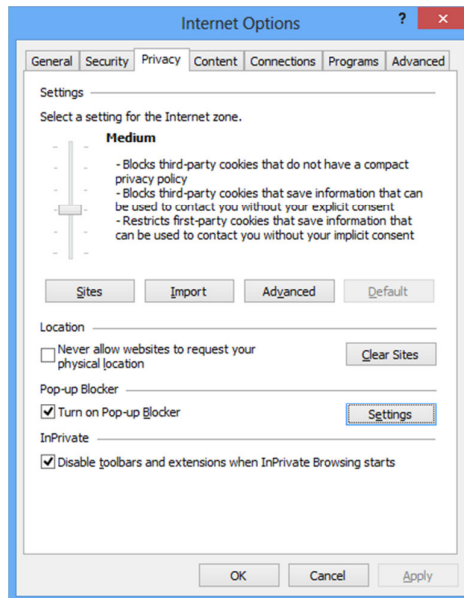 Internet Options
?
×
General Security Privacy Content Connections Programs Advanced
Settings
Select a setting for the Internet zone.
Medium
- Blocks third-party cookies that do not have a compact
privacy policy
- Blocks third-party cookies that save information that can
be used to contact you without your explicit consent
- Restricts first-party cookies that save information that
can be used to contact you without your implicit consent
Sites Import Advanced Default
Location
Never allow websites to request your
physical location
Clear Sites
Pop-up Blocker
Turn on Pop-up Blocker
Settings
InPrivate
Disable toolbars and extensions when InPrivate Browsing starts
OK Cancel Apply